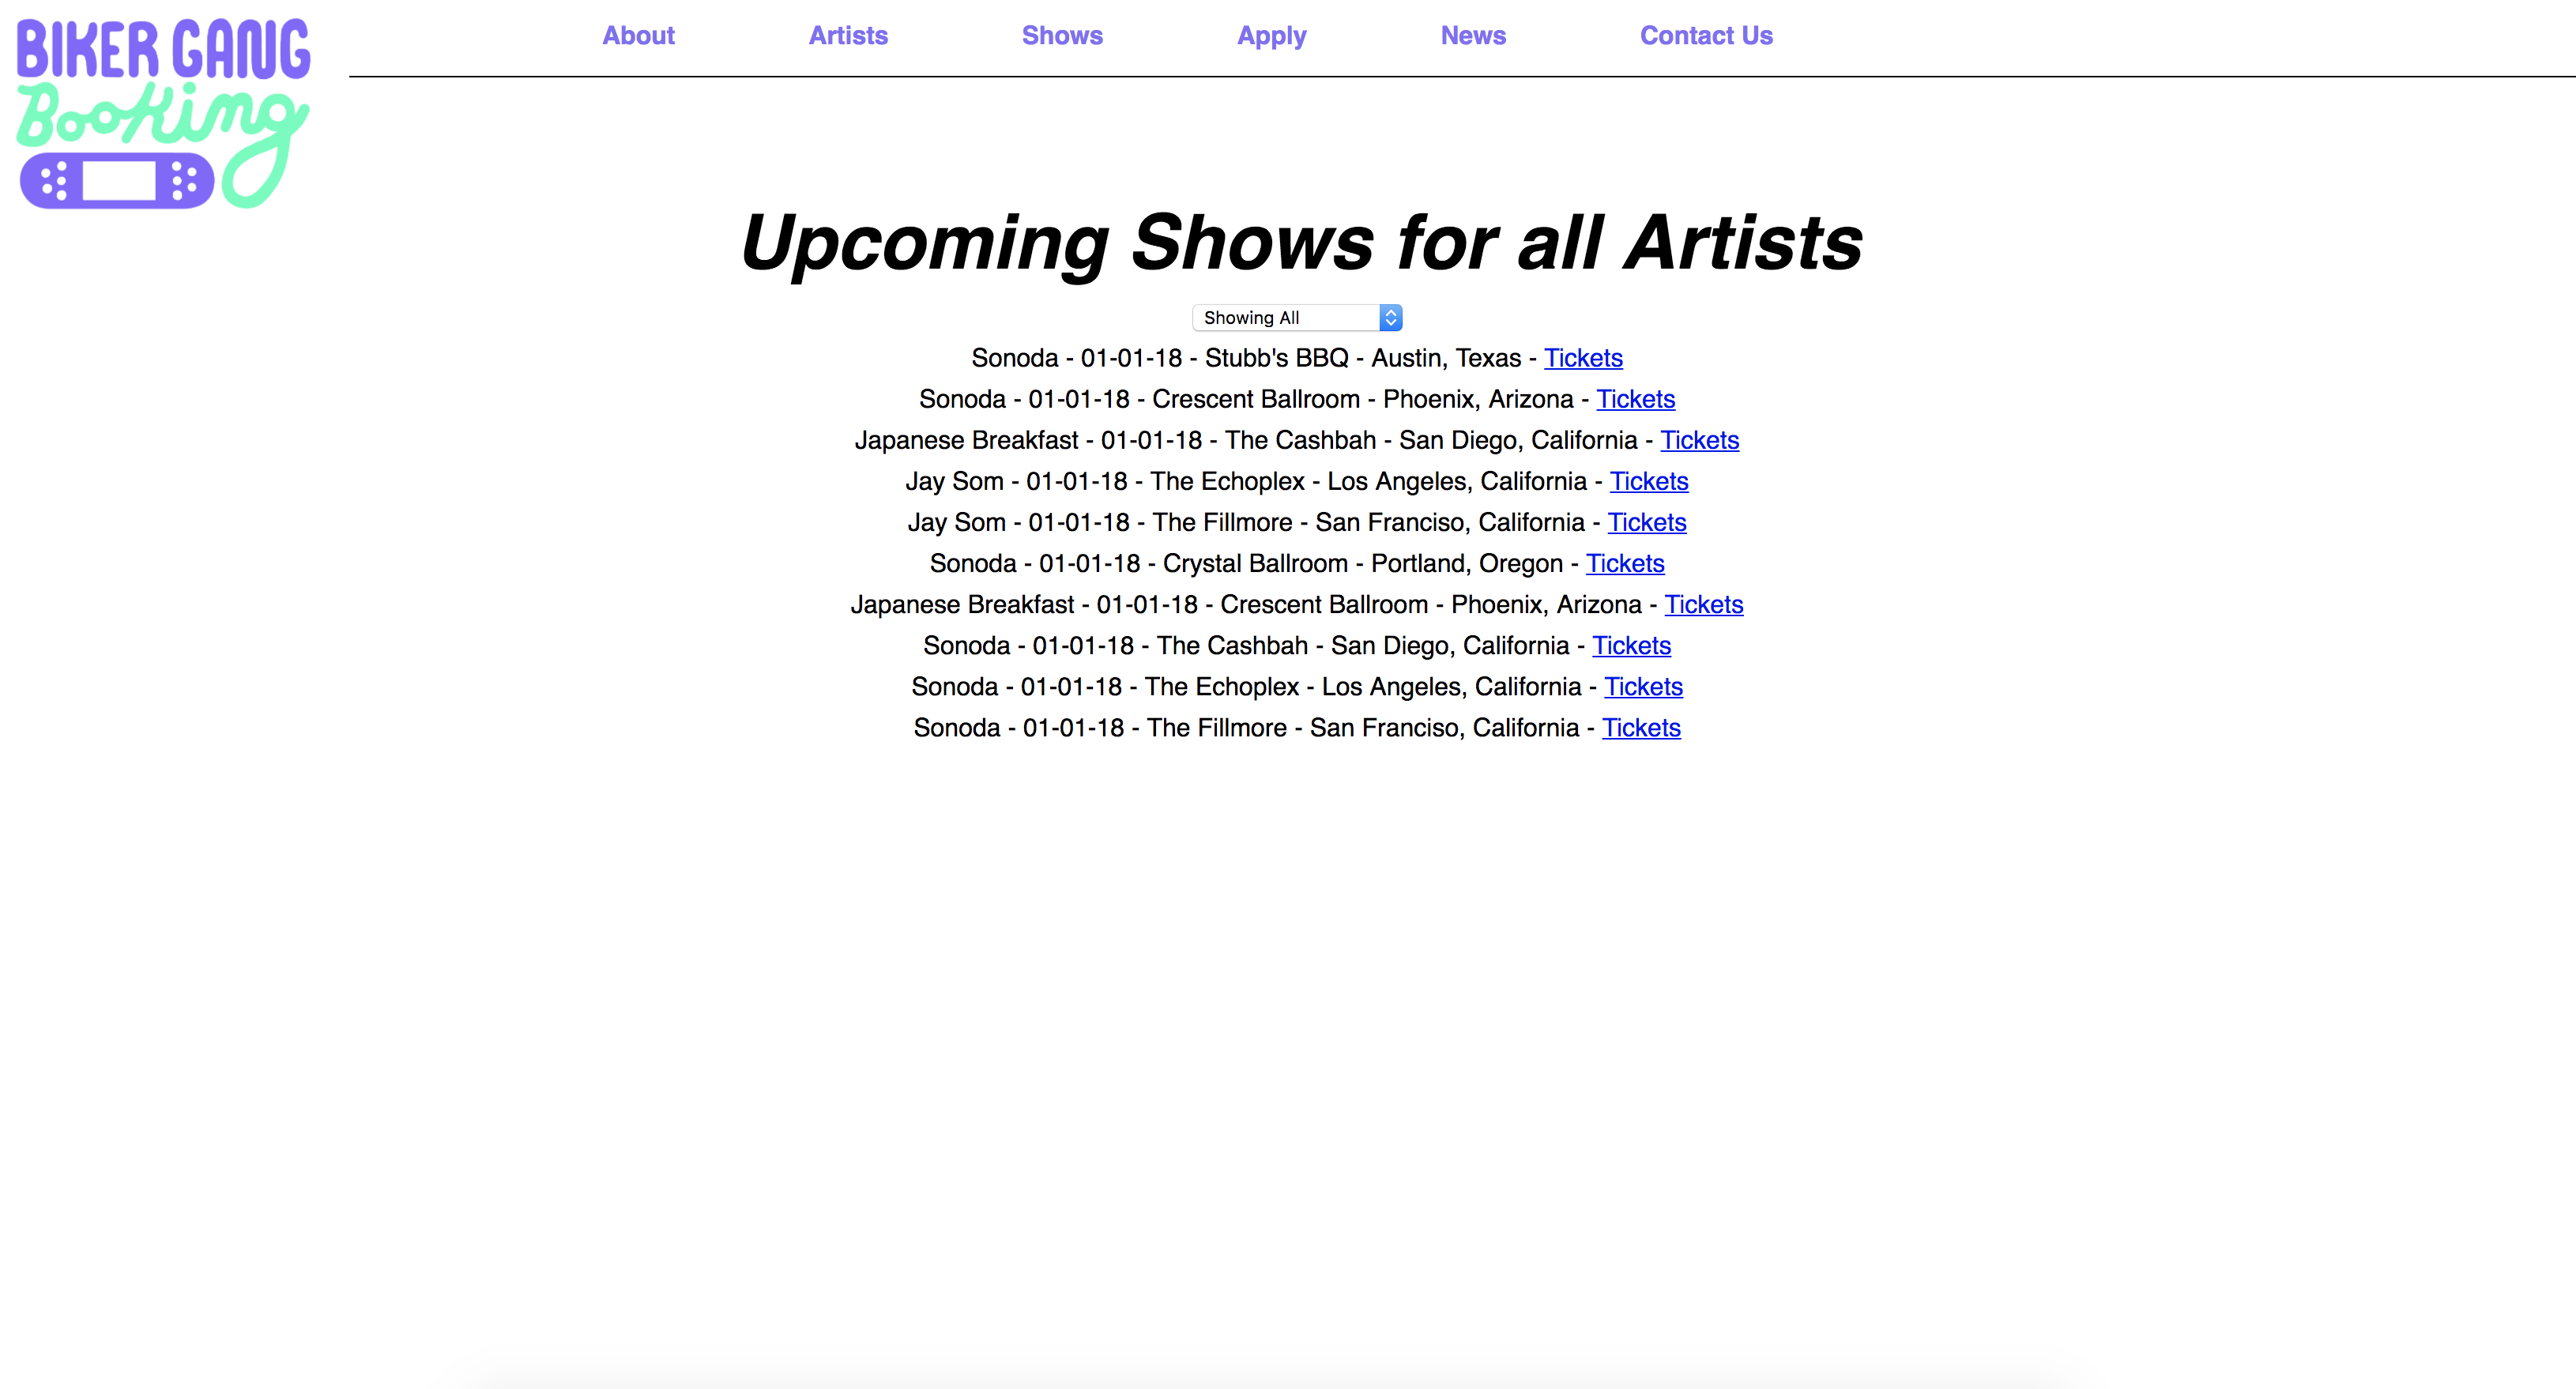 BIKER GANG
Booking
About Artists Shows Apply News Contact Us
Upcoming Shows for all Artists
Showing All
Sonoda - 01-01-18 - Stubb's BBQ - Austin, Texas - Tickets
Sonoda - 01-01-18 - Crescent Ballroom - Phoenix, Arizona - Tickets
Japanese Breakfast - 01-01-18 - The Cashbah - San Diego, California - Tickets
Jay Som - 01-01-18 - The Echoplex - Los Angeles, California - Tickets
Jay Som - 01-01-18 - The Fillmore - San Franciso, California - Tickets
Sonoda - 01-01-18 - Crystal Ballroom - Portland, Oregon - Tickets
Japanese Breakfast - 01-01-18 - Crescent Ballroom - Phoenix, Arizona - Tickets
Sonoda - 01-01-18 - The Cashbah - San Diego, California - Tickets
Sonoda - 01-01-18 - The Echoplex - Los Angeles, California - Tickets
Sonoda - 01-01-18 - The Fillmore - San Franciso, California - Tickets